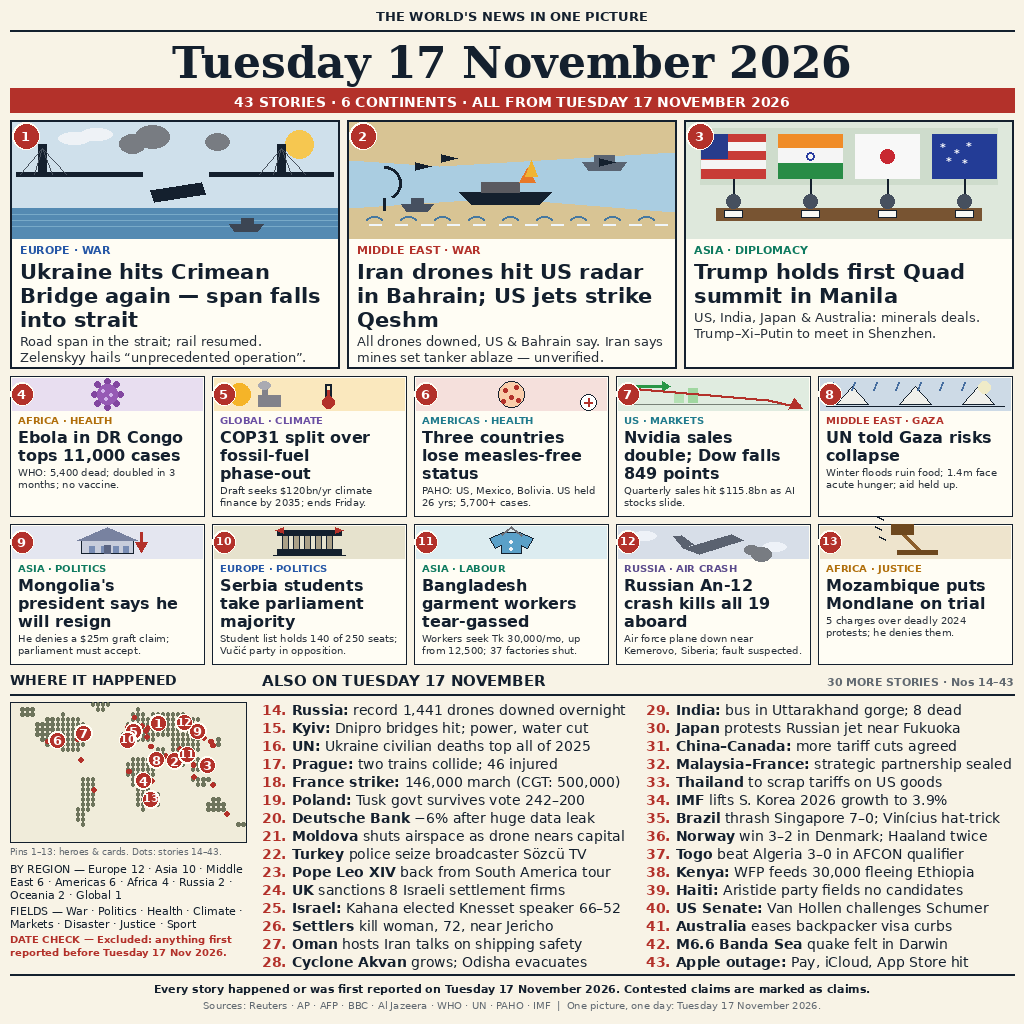 THE WORLD'S NEWS IN ONE PICTURE
Tuesday 17 November 2026
43 STORIES · 6 CONTINENTS · ALL FROM TUESDAY 17 NOVEMBER 2026
1
EUROPE · WAR
Ukraine hits Crimean
Bridge again — span falls
into strait
Road span in the strait; rail resumed.
Zelenskyy hails “unprecedented operation”.
2
MIDDLE EAST · WAR
Iran drones hit US radar
in Bahrain; US jets strike
Qeshm
All drones downed, US & Bahrain say. Iran says
mines set tanker ablaze — unverified.
3
ASIA · DIPLOMACY
Trump holds first Quad
summit in Manila
US, India, Japan & Australia: minerals deals.
Trump–Xi–Putin to meet in Shenzhen.
4
AFRICA · HEALTH
Ebola in DR Congo
tops 11,000 cases
WHO: 5,400 dead; doubled in 3
months; no vaccine.
5
GLOBAL · CLIMATE
COP31 split over
fossil-fuel
phase-out
Draft seeks $120bn/yr climate
finance by 2035; ends Friday.
6
AMERICAS · HEALTH
Three countries
lose measles-free
status
PAHO: US, Mexico, Bolivia. US held
26 yrs; 5,700+ cases.
7
US · MARKETS
Nvidia sales
double; Dow falls
849 points
Quarterly sales hit $115.8bn as AI
stocks slide.
8
MIDDLE EAST · GAZA
UN told Gaza risks
collapse
Winter floods ruin food; 1.4m face
acute hunger; aid held up.
9
ASIA · POLITICS
Mongolia's
president says he
will resign
He denies a $25m graft claim;
parliament must accept.
10
EUROPE · POLITICS
Serbia students
take parliament
majority
Student list holds 140 of 250 seats;
Vučić party in opposition.
11
ASIA · LABOUR
Bangladesh
garment workers
tear-gassed
Workers seek Tk 30,000/mo, up
from 12,500; 37 factories shut.
12
RUSSIA · AIR CRASH
Russian An-12
crash kills all 19
aboard
Air force plane down near
Kemerovo, Siberia; fault suspected.
13
AFRICA · JUSTICE
Mozambique puts
Mondlane on trial
5 charges over deadly 2024
protests; he denies them.
WHERE IT HAPPENED
1
12
5
7
9
6
10
11
8
2
3
4
13
Pins 1–13: heroes & cards. Dots: stories 14–43.
BY REGION — Europe 12 · Asia 10 · Middle
East 6 · Americas 6 · Africa 4 · Russia 2 ·
Oceania 2 · Global 1
FIELDS — War · Politics · Health · Climate ·
Markets · Disaster · Justice · Sport
DATE CHECK — Excluded: anything first
reported before Tuesday 17 Nov 2026.
ALSO ON TUESDAY 17 NOVEMBER
30 MORE STORIES · Nos 14–43
14. Russia: record 1,441 drones downed overnight
15. Kyiv: Dnipro bridges hit; power, water cut
16. UN: Ukraine civilian deaths top all of 2025
17. Prague: two trains collide; 46 injured
18. France strike: 146,000 march (CGT: 500,000)
19. Poland: Tusk govt survives vote 242–200
20. Deutsche Bank −6% after huge data leak
21. Moldova shuts airspace as drone nears capital
22. Turkey police seize broadcaster Sözcü TV
23. Pope Leo XIV back from South America tour
24. UK sanctions 8 Israeli settlement firms
25. Israel: Kahana elected Knesset speaker 66–52
26. Settlers kill woman, 72, near Jericho
27. Oman hosts Iran talks on shipping safety
28. Cyclone Akvan grows; Odisha evacuates
29. India: bus in Uttarakhand gorge; 8 dead
30. Japan protests Russian jet near Fukuoka
31. China–Canada: more tariff cuts agreed
32. Malaysia–France: strategic partnership sealed
33. Thailand to scrap tariffs on US goods
34. IMF lifts S. Korea 2026 growth to 3.9%
35. Brazil thrash Singapore 7–0; Vinícius hat-trick
36. Norway win 3–2 in Denmark; Haaland twice
37. Togo beat Algeria 3–0 in AFCON qualifier
38. Kenya: WFP feeds 30,000 fleeing Ethiopia
39. Haiti: Aristide party fields no candidates
40. US Senate: Van Hollen challenges Schumer
41. Australia eases backpacker visa curbs
42. M6.6 Banda Sea quake felt in Darwin
43. Apple outage: Pay, iCloud, App Store hit
Every story happened or was first reported on Tuesday 17 November 2026. Contested claims are marked as claims.
Sources: Reuters · AP · AFP · BBC · Al Jazeera · WHO · UN · PAHO · IMF | One picture, one day: Tuesday 17 November 2026.